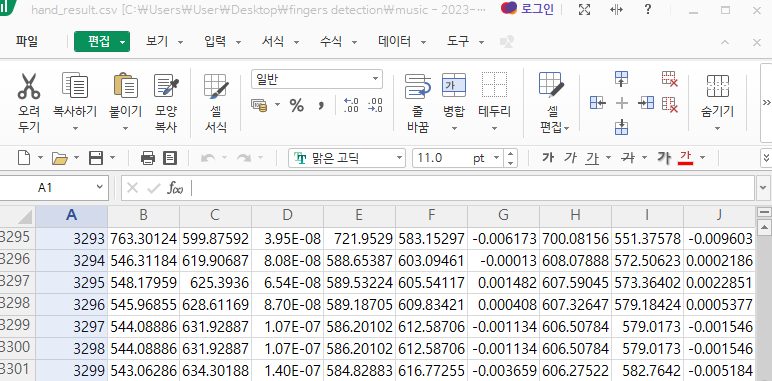 hand_result.csv [C:₩Users₩User₩Desktop₩fingers detection₩music - 2023-... 로그인 ?
파일 편집 보기 입력 서식 수식 데이터 도구
오려 두기 복사하기 붙이기 모양 복사 셀 서식 일반 % , ←.0 .00 .00 →.0 줄 바꿈 병합 테두리 셀 편집 숨기기
맑은 고딕 11.0 pt 가 가 가 가 가 가 가
A1 f(x)
A B C D E F G H I J
3295 3293 763.30124 599.87592 3.95E-08 721.9529 583.15297 -0.006173 700.08156 551.37578 -0.009603
3296 3294 546.31184 619.90687 8.08E-08 588.65387 603.09461 -0.00013 608.07888 572.50623 0.0002186
3297 3295 548.17959 625.3936 6.54E-08 589.53224 605.54117 0.001482 607.59045 573.36402 0.0022851
3298 3296 545.96855 628.61169 8.70E-08 589.18705 609.83421 0.000408 607.32647 579.18424 0.0005377
3299 3297 544.08886 631.92887 1.07E-07 586.20102 612.58706 -0.001134 606.50784 579.0173 -0.001546
3300 3298 544.08886 631.92887 1.07E-07 586.20102 612.58706 -0.001134 606.50784 579.0173 -0.001546
3301 3299 543.06286 634.30188 1.40E-07 584.82883 616.77255 -0.003659 606.27522 582.7642 -0.005184